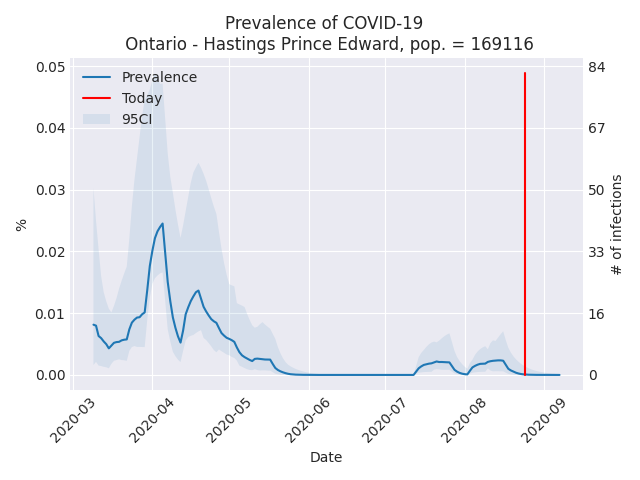 Prevalence of COVID-19
Ontario - Hastings Prince Edward, pop. = 169116
Prevalence
Today
95CI
%
0.05
0.04
0.03
0.02
0.01
0.00
84
67
50
33
16
0
# of infections
2020-03
2020-04
2020-05
2020-06
2020-07
2020-08
2020-09
Date